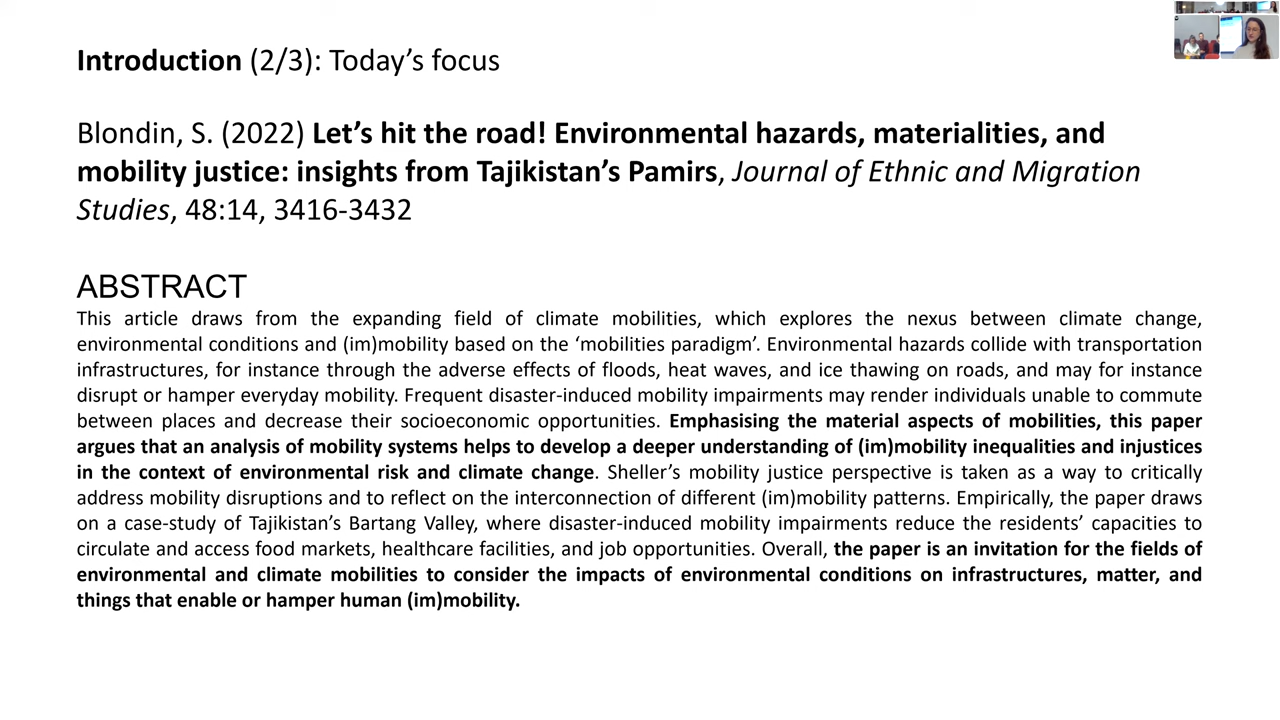 Introduction (2/3): Today’s focus
Blondin, S. (2022) Let’s hit the road! Environmental hazards, materialities, and
mobility justice: insights from Tajikistan’s Pamirs, Journal of Ethnic and Migration
Studies, 48:14, 3416-3432
ABSTRACT
This article draws from the expanding field of climate mobilities, which explores the nexus between climate change,
environmental conditions and (im)mobility based on the ‘mobilities paradigm’. Environmental hazards collide with transportation
infrastructures, for instance through the adverse effects of floods, heat waves, and ice thawing on roads, and may for instance
disrupt or hamper everyday mobility. Frequent disaster-induced mobility impairments may render individuals unable to commute
between places and decrease their socioeconomic opportunities. Emphasising the material aspects of mobilities, this paper
argues that an analysis of mobility systems helps to develop a deeper understanding of (im)mobility inequalities and injustices
in the context of environmental risk and climate change. Sheller’s mobility justice perspective is taken as a way to critically
address mobility disruptions and to reflect on the interconnection of different (im)mobility patterns. Empirically, the paper draws
on a case-study of Tajikistan’s Bartang Valley, where disaster-induced mobility impairments reduce the residents’ capacities to
circulate and access food markets, healthcare facilities, and job opportunities. Overall, the paper is an invitation for the fields of
environmental and climate mobilities to consider the impacts of environmental conditions on infrastructures, matter, and
things that enable or hamper human (im)mobility.